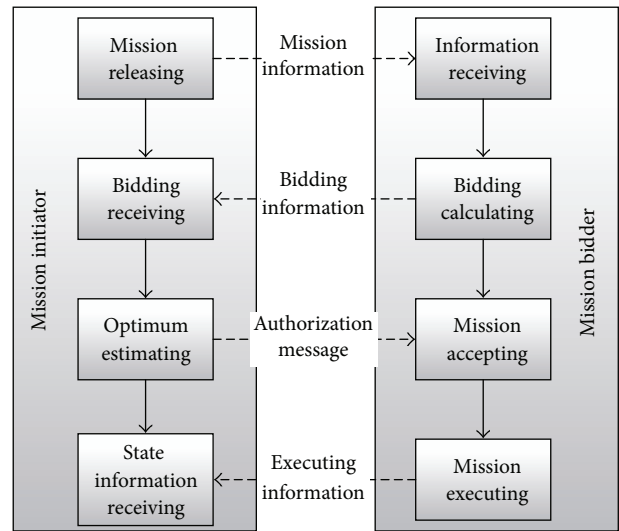 Mission initiator
Mission
releasing
Mission
information
Information
receiving
Bidding
receiving
Bidding
information
Bidding
calculating
Optimum
estimating
Authorization
message
Mission
accepting
State
information
receiving
Executing
information
Mission
executing
Mission bidder